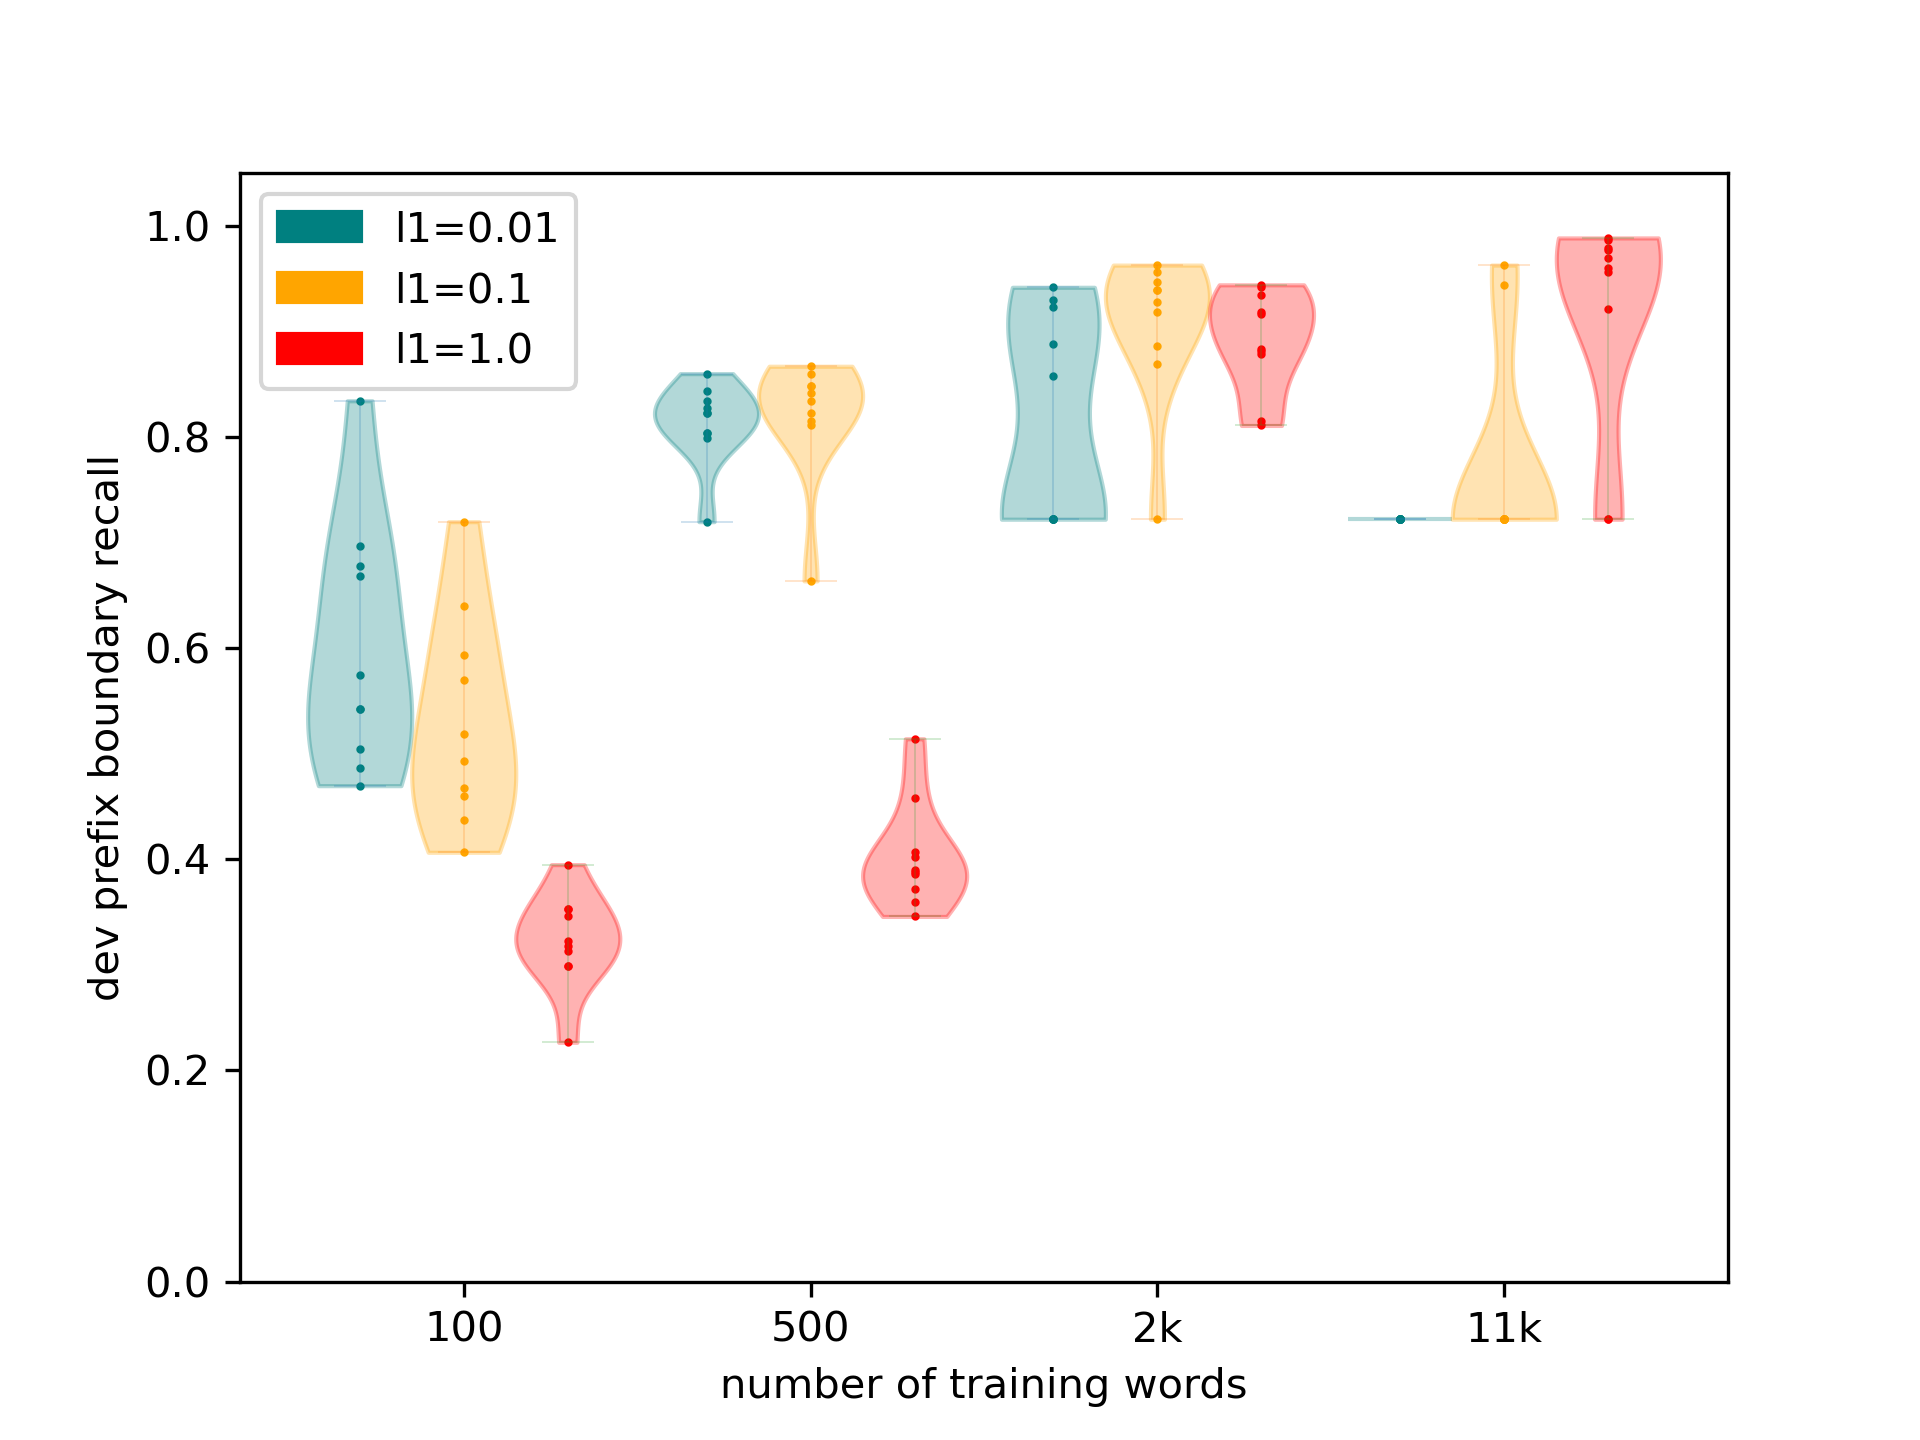 l1=0.01
l1=0.1
l1=1.0
1.0
0.8
0.6
0.4
0.2
0.0
dev prefix boundary recall
100 500 2k 11k
number of training words